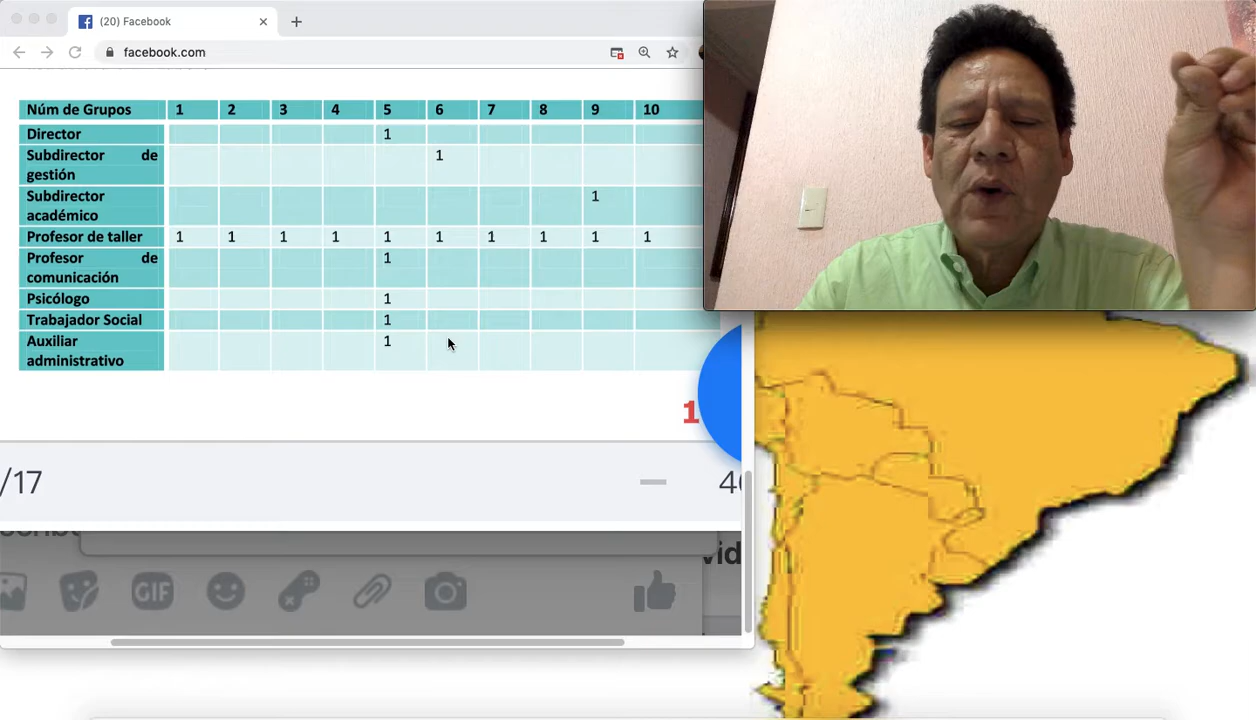 (20) Facebook
facebook.com
Núm de Grupos 1 2 3 4 5 6 7 8 9 10
Director 1
Subdirector de
gestión 1
Subdirector
académico 1
Profesor de taller 1 1 1 1 1 1 1 1 1 1
Profesor de
comunicación 1
Psicólogo 1
Trabajador Social 1
Auxiliar
administrativo 1
1
/17
GIF